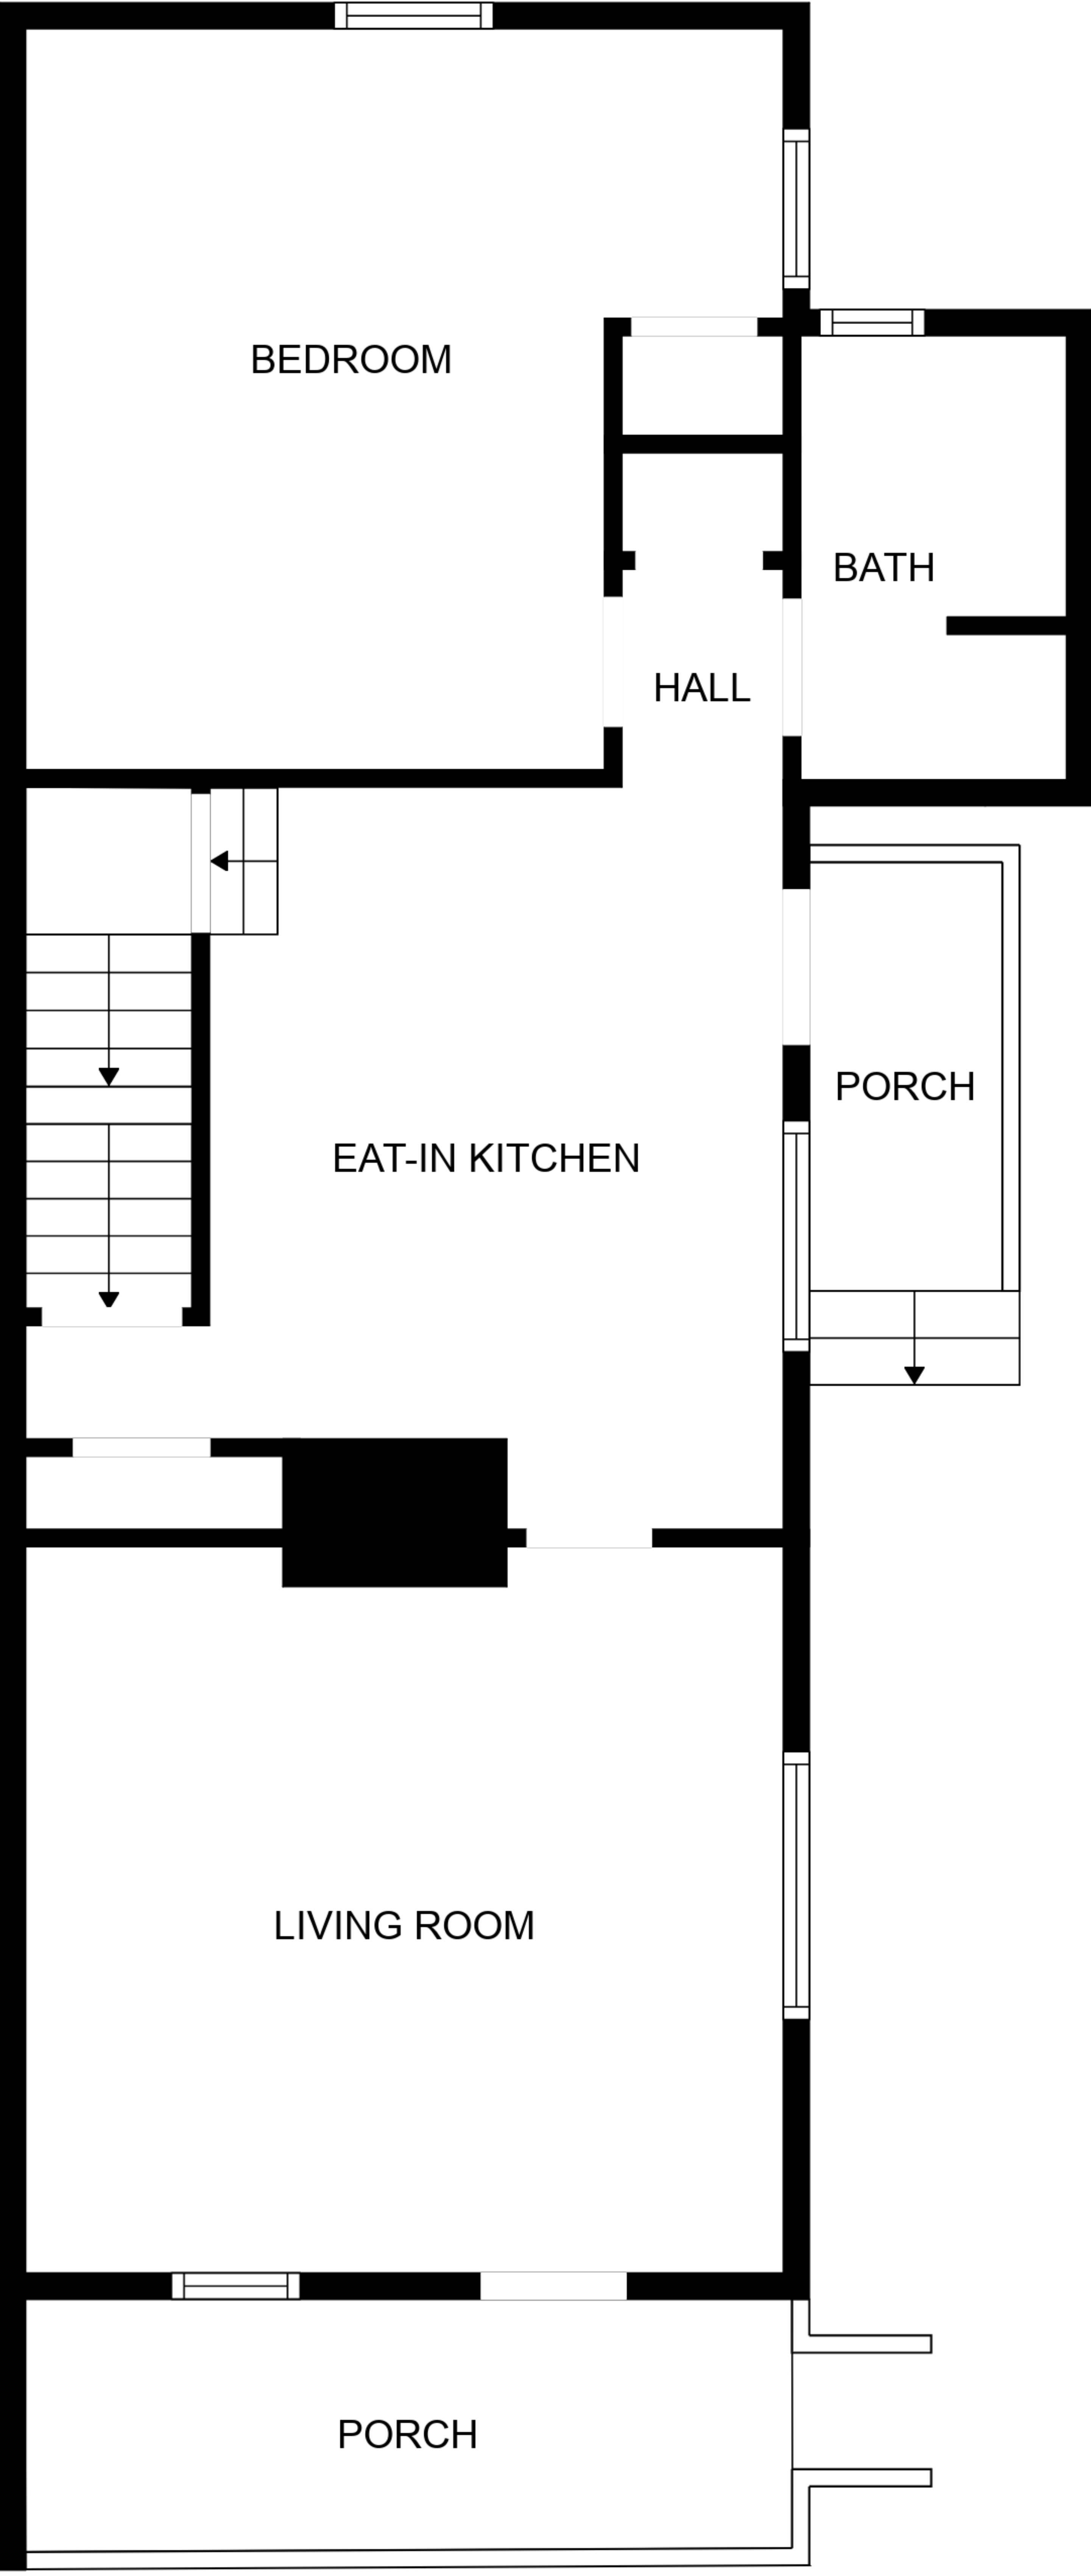 BEDROOM
BATH
HALL
PORCH
EAT-IN KITCHEN
LIVING ROOM
PORCH